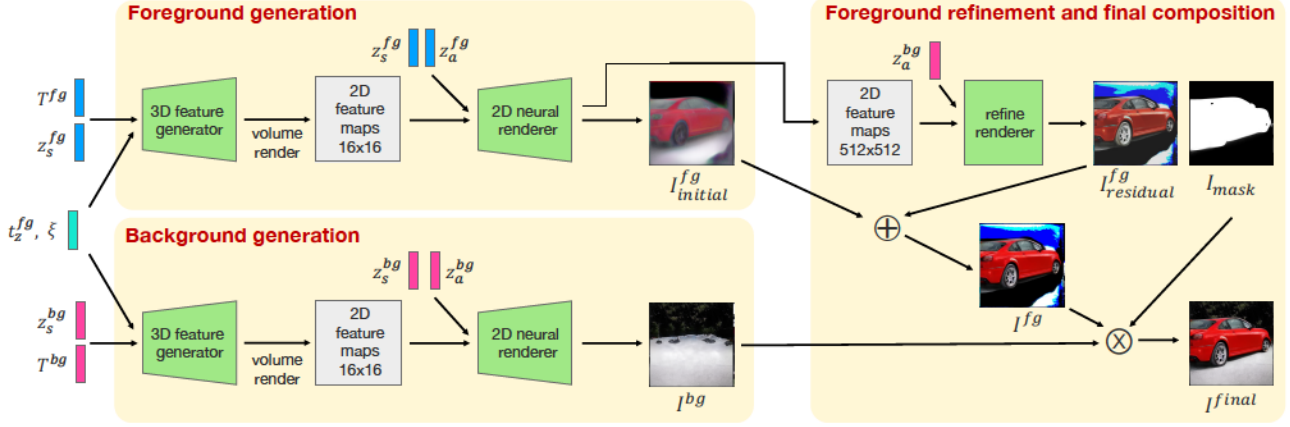 Foreground generation
T^{fg}
z_s^{fg}
t_z^{fg}, ξ
3D feature
generator
volume
render
2D
feature
maps
16x16
z_s^{fg}
z_a^{fg}
2D neural
renderer
I_{initial}^{fg}
Background generation
z_s^{bg}
T^{bg}
3D feature
generator
volume
render
2D
feature
maps
16x16
z_s^{bg}
z_a^{bg}
2D neural
renderer
I^{bg}
Foreground refinement and final composition
z_a^{bg}
2D
feature
maps
512x512
refine
renderer
I_{residual}^{fg}
I_{mask}
+
I^{fg}
X
I^{final}